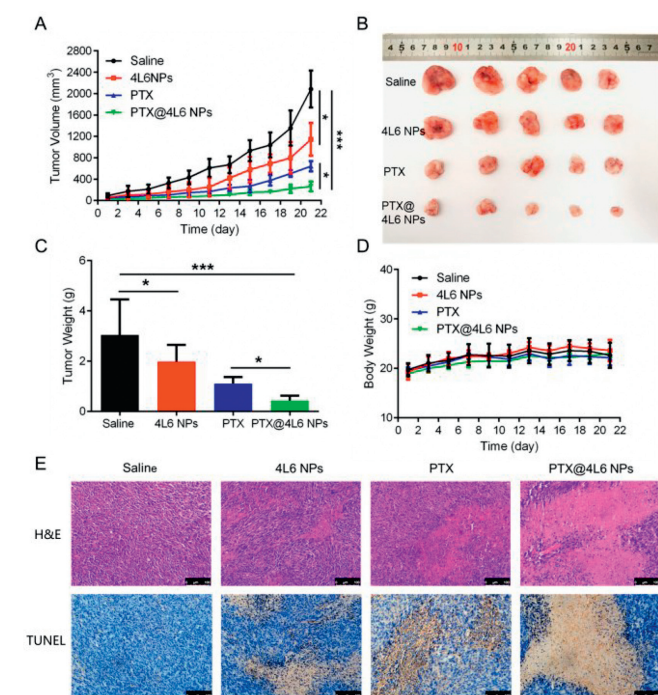 A
Tumor Volume (mm3)
2800
2400
2000
1600
1200
800
400
0
Saline
4L6NPs
PTX
PTX@4L6 NPs
*
*
***
0 2 4 6 8 10 12 14 16 18 20 22
Time (day)
B
4 5 6 7 8 9 10 1 2 3 4 5 6 7 8 9 20 1 2 3 4 5 6 7
Saline
4L6 NPs
PTX
PTX@
4L6 NPs
C
Tumor Weight (g)
6
4
2
0
***
*
*
Saline 4L6 NPs PTX PTX@4L6 NPs
D
Body Weight (g)
40
30
20
10
Saline
4L6 NPs
PTX
PTX@4L6 NPs
0 2 4 6 8 10 12 14 16 18 20 22
Time (day)
E
Saline 4L6 NPs PTX PTX@4L6 NPs
H&E
TUNEL